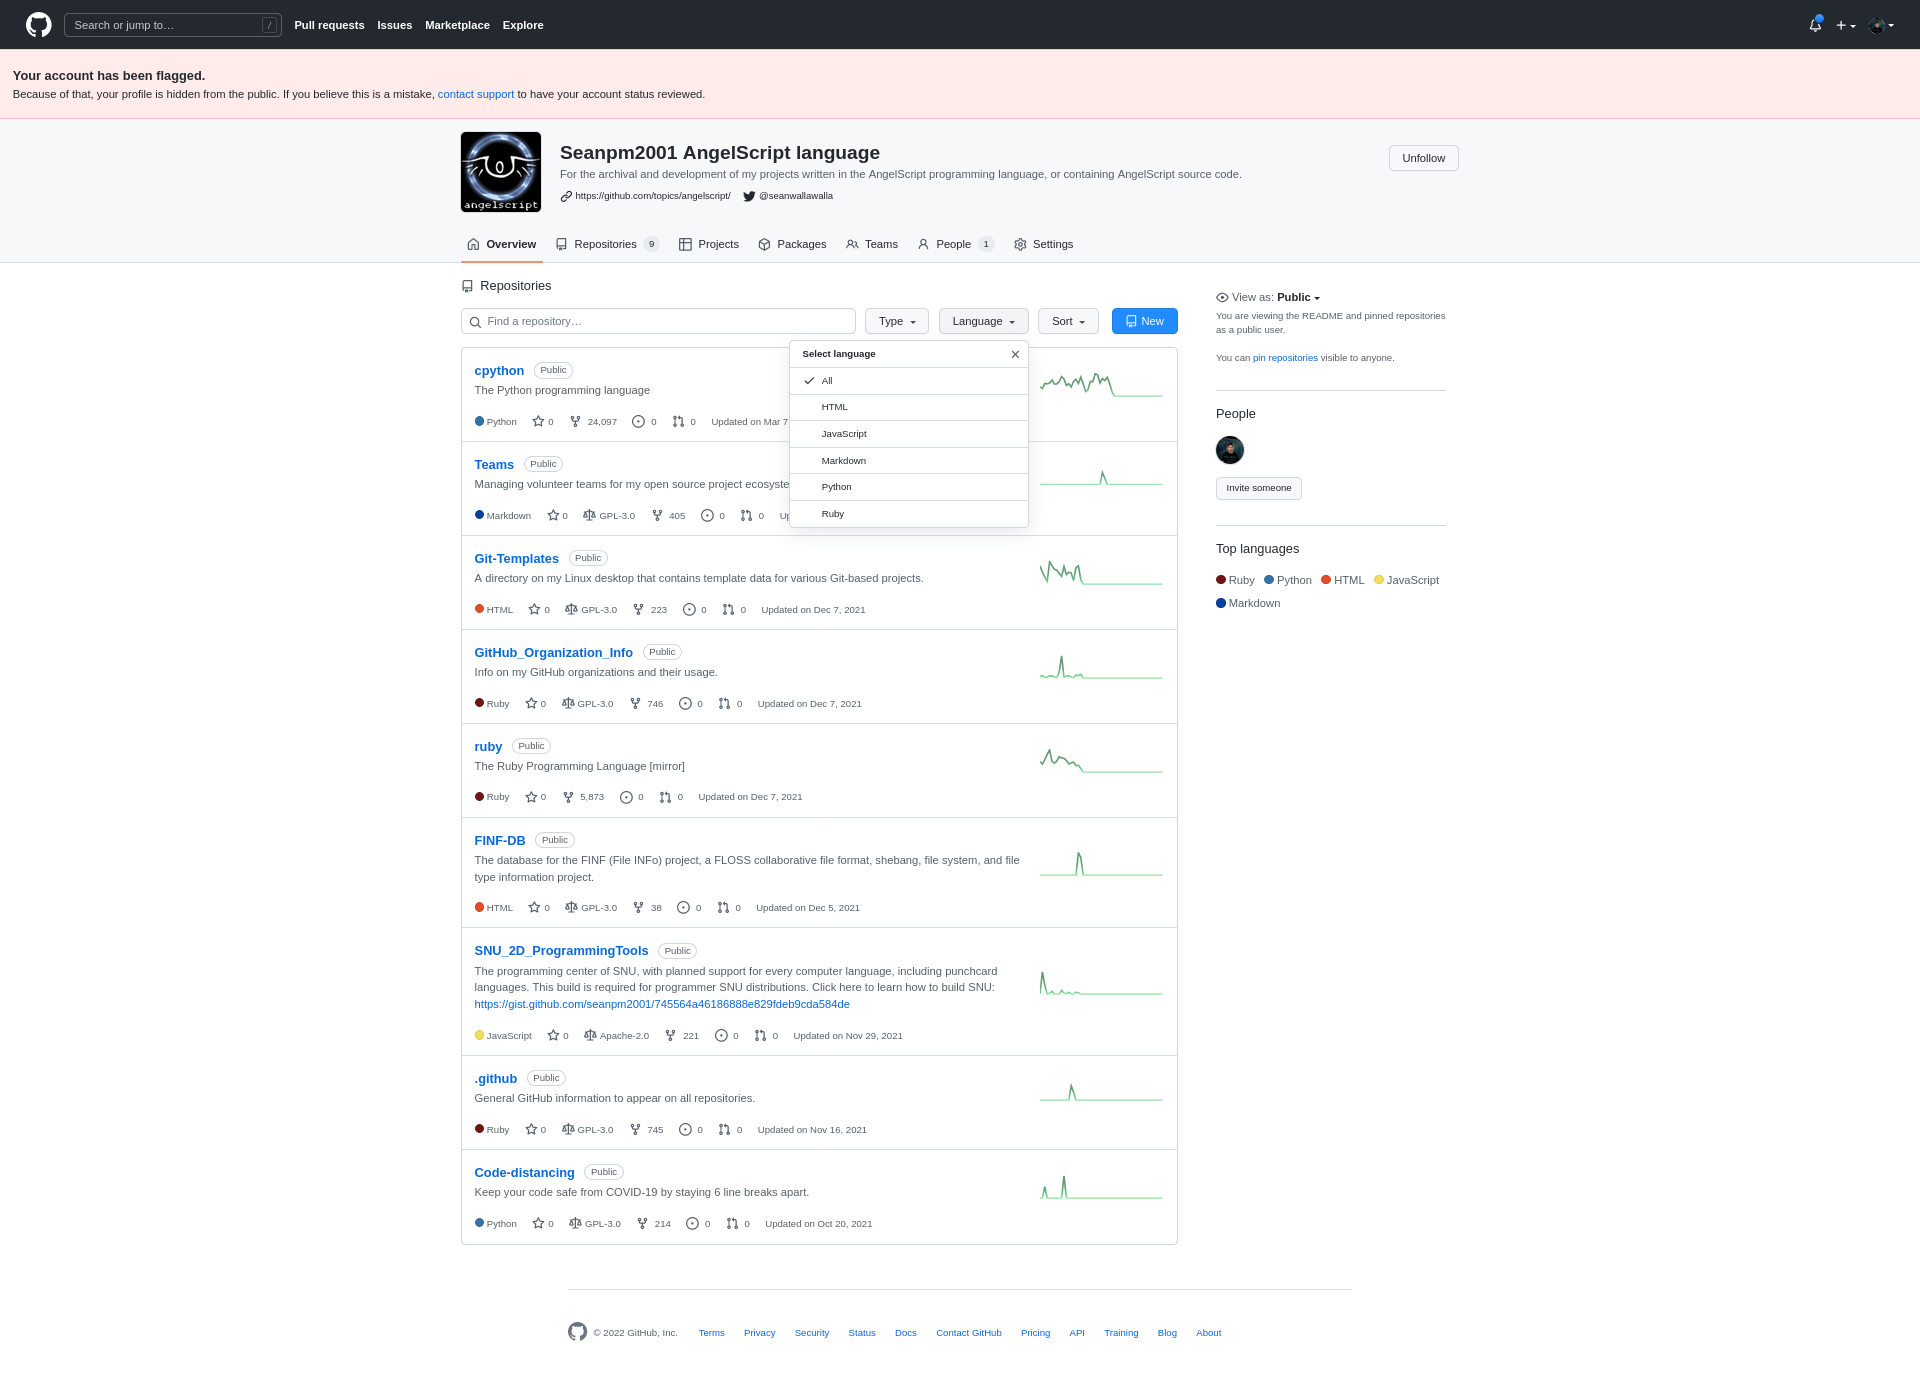 Search or jump to… /
Pull requests Issues Marketplace Explore
Your account has been flagged.
Because of that, your profile is hidden from the public. If you believe this is a mistake, contact support to have your account status reviewed.
angelscript
Seanpm2001 AngelScript language
For the archival and development of my projects written in the AngelScript programming language, or containing AngelScript source code.
https://github.com/topics/angelscript/ @seanwallawalla
Unfollow
Overview Repositories 9 Projects Packages Teams People 1 Settings
Repositories
Find a repository…
Type Language Sort New
Select language
All
HTML
JavaScript
Markdown
Python
Ruby
cpython Public
The Python programming language
Python 0 24,097 0 0 Updated on Mar 7
Teams Public
Managing volunteer teams for my open source project ecosyste
Markdown 0 GPL-3.0 405 0 0 Up
Git-Templates Public
A directory on my Linux desktop that contains template data for various Git-based projects.
HTML 0 GPL-3.0 223 0 0 Updated on Dec 7, 2021
GitHub_Organization_Info Public
Info on my GitHub organizations and their usage.
Ruby 0 GPL-3.0 746 0 0 Updated on Dec 7, 2021
ruby Public
The Ruby Programming Language [mirror]
Ruby 0 5,873 0 0 Updated on Dec 7, 2021
FINF-DB Public
The database for the FINF (File INFo) project, a FLOSS collaborative file format, shebang, file system, and file
type information project.
HTML 0 GPL-3.0 38 0 0 Updated on Dec 5, 2021
SNU_2D_ProgrammingTools Public
The programming center of SNU, with planned support for every computer language, including punchcard
languages. This build is required for programmer SNU distributions. Click here to learn how to build SNU:
https://gist.github.com/seanpm2001/745564a46186888e829fdeb9cda584de
JavaScript 0 Apache-2.0 221 0 0 Updated on Nov 29, 2021
.github Public
General GitHub information to appear on all repositories.
Ruby 0 GPL-3.0 745 0 0 Updated on Nov 16, 2021
Code-distancing Public
Keep your code safe from COVID-19 by staying 6 line breaks apart.
Python 0 GPL-3.0 214 0 0 Updated on Oct 20, 2021
View as: Public
You are viewing the README and pinned repositories
as a public user.
You can pin repositories visible to anyone.
People
Invite someone
Top languages
Ruby Python HTML JavaScript
Markdown
© 2022 GitHub, Inc. Terms Privacy Security Status Docs Contact GitHub Pricing API Training Blog About